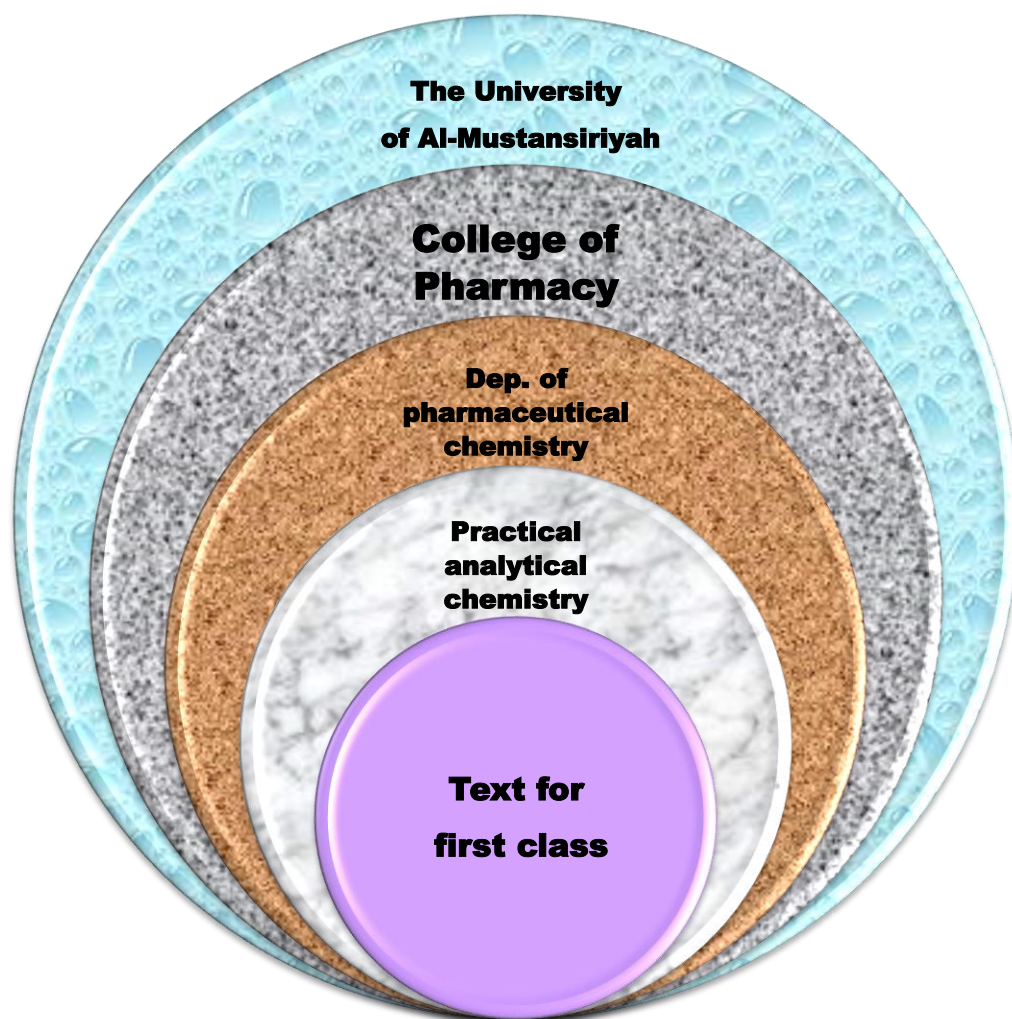 The University
of Al-Mustansiriyah
College of
Pharmacy
Dep. of
pharmaceutical
chemistry
Practical
analytical
chemistry
Text for
first class